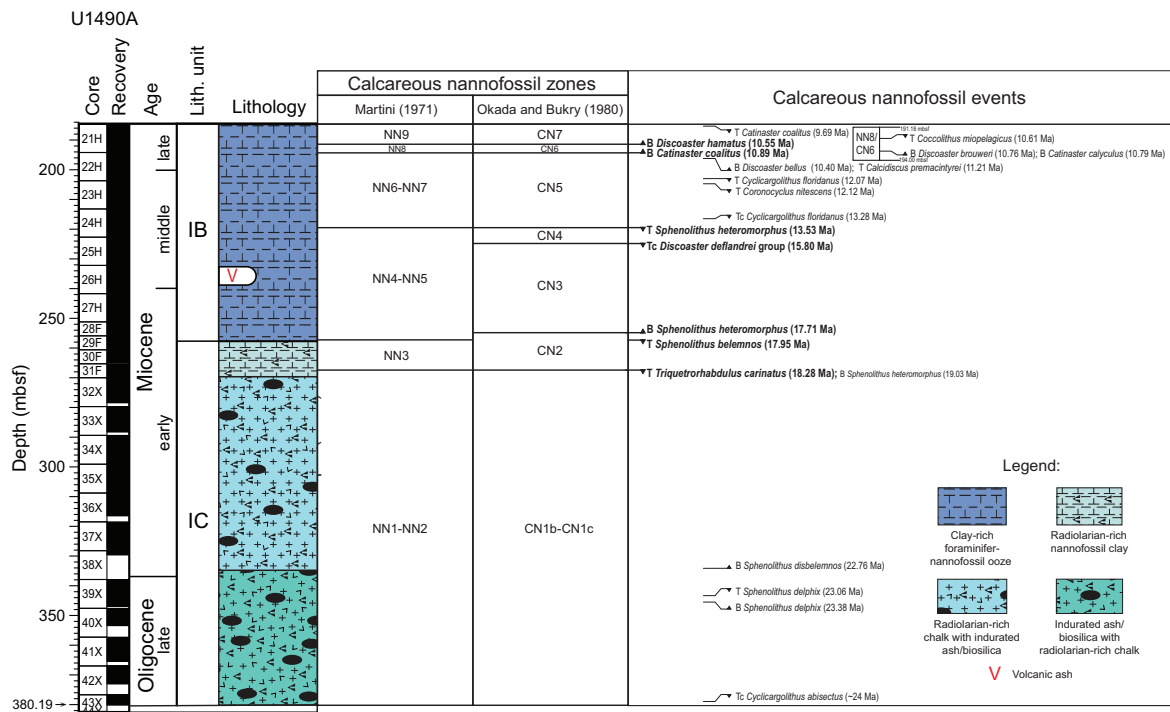 U1490A
Core
Recovery
Age
Lith. unit
Lithology
Calcareous nannofossil zones
Martini (1971)
Okada and Bukry (1980)
Calcareous nannofossil events
Depth (mbsf)
200
250
300
350
380.19
21H
22H
23H
24H
25H
26H
27H
28F
29F
30F
31F
32X
33X
34X
35X
36X
37X
38X
39X
40X
41X
42X
43X
late
middle
Miocene
early
Oligocene
late
IB
IC
V
NN9
NN8
NN6-NN7
NN4-NN5
NN3
NN1-NN2
CN7
CN6
CN5
CN4
CN3
CN2
CN1b-CN1c
T Catinaster coalitus (9.69 Ma)
B Discoaster hamatus (10.55 Ma)
B Catinaster coalitus (10.89 Ma)
NN8/
CN6
191.18 mbsf
T Coccolithus miopelagicus (10.61 Ma)
B Discoaster brouweri (10.76 Ma); B Catinaster calyculus (10.79 Ma)
194.00 mbsf
B Discoaster bellus (10.40 Ma); T Calcidiscus premacintyrei (11.21 Ma)
T Cyclicargolithus floridanus (12.07 Ma)
T Coronocyclus nitescens (12.12 Ma)
Tc Cyclicargolithus floridanus (13.28 Ma)
T Sphenolithus heteromorphus (13.53 Ma)
Tc Discoaster deflandrei group (15.80 Ma)
B Sphenolithus heteromorphus (17.71 Ma)
T Sphenolithus belemnos (17.95 Ma)
T Triquetrorhabdulus carinatus (18.28 Ma); B Sphenolithus heteromorphus (19.03 Ma)
B Sphenolithus disbelemnos (22.76 Ma)
T Sphenolithus delphix (23.06 Ma)
B Sphenolithus delphix (23.38 Ma)
Tc Cyclicargolithus abisectus (~24 Ma)
Legend:
Clay-rich
foraminifer-
nannofossil ooze
Radiolarian-rich
nannofossil clay
Radiolarian-rich
chalk with indurated
ash/biosilica
Indurated ash/
biosilica with
radiolarian-rich chalk
V Volcanic ash